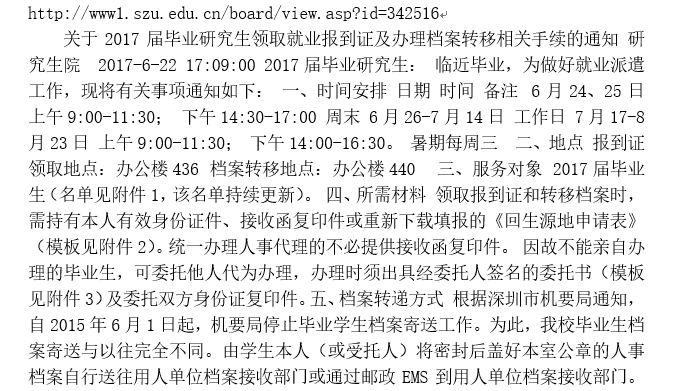 http://www1.szu.edu.cn/board/view.asp?id=342516
关于 2017 届毕业研究生领取就业报到证及办理档案转移相关手续的通知 研
究生院 2017-6-22 17:09:00 2017 届毕业研究生： 临近毕业，为做好就业派遣
工作，现将有关事项通知如下： 一、时间安排 日期 时间 备注 6 月 24、25 日
上午 9:00-11:30； 下午 14:30-17:00 周末 6 月 26-7 月 14 日 工作日 7 月 17-8
月 23 日 上午 9:00-11:30； 下午 14:00-16:30。 暑期每周三 二、地点 报到证
领取地点：办公楼 436 档案转移地点：办公楼 440 三、服务对象 2017 届毕业
生（名单见附件 1，该名单持续更新）。 四、所需材料 领取报到证和转移档案时，
需持有本人有效身份证件、接收函复印件或重新下载填报的《回生源地申请表》
（模板见附件 2）。统一办理人事代理的不必提供接收函复印件。 因故不能亲自办
理的毕业生，可委托他人代为办理，办理时须出具经委托人签名的委托书（模板
见附件 3）及委托双方身份证复印件。五、档案转递方式 根据深圳市机要局通知，
自 2015 年 6 月 1 日起，机要局停止毕业学生档案寄送工作。为此，我校毕业生档
案寄送与以往完全不同。由学生本人（或受托人）将密封后盖好本室公章的人事
档案自行送往用人单位档案接收部门或通过邮政 EMS 到用人单位档案接收部门。